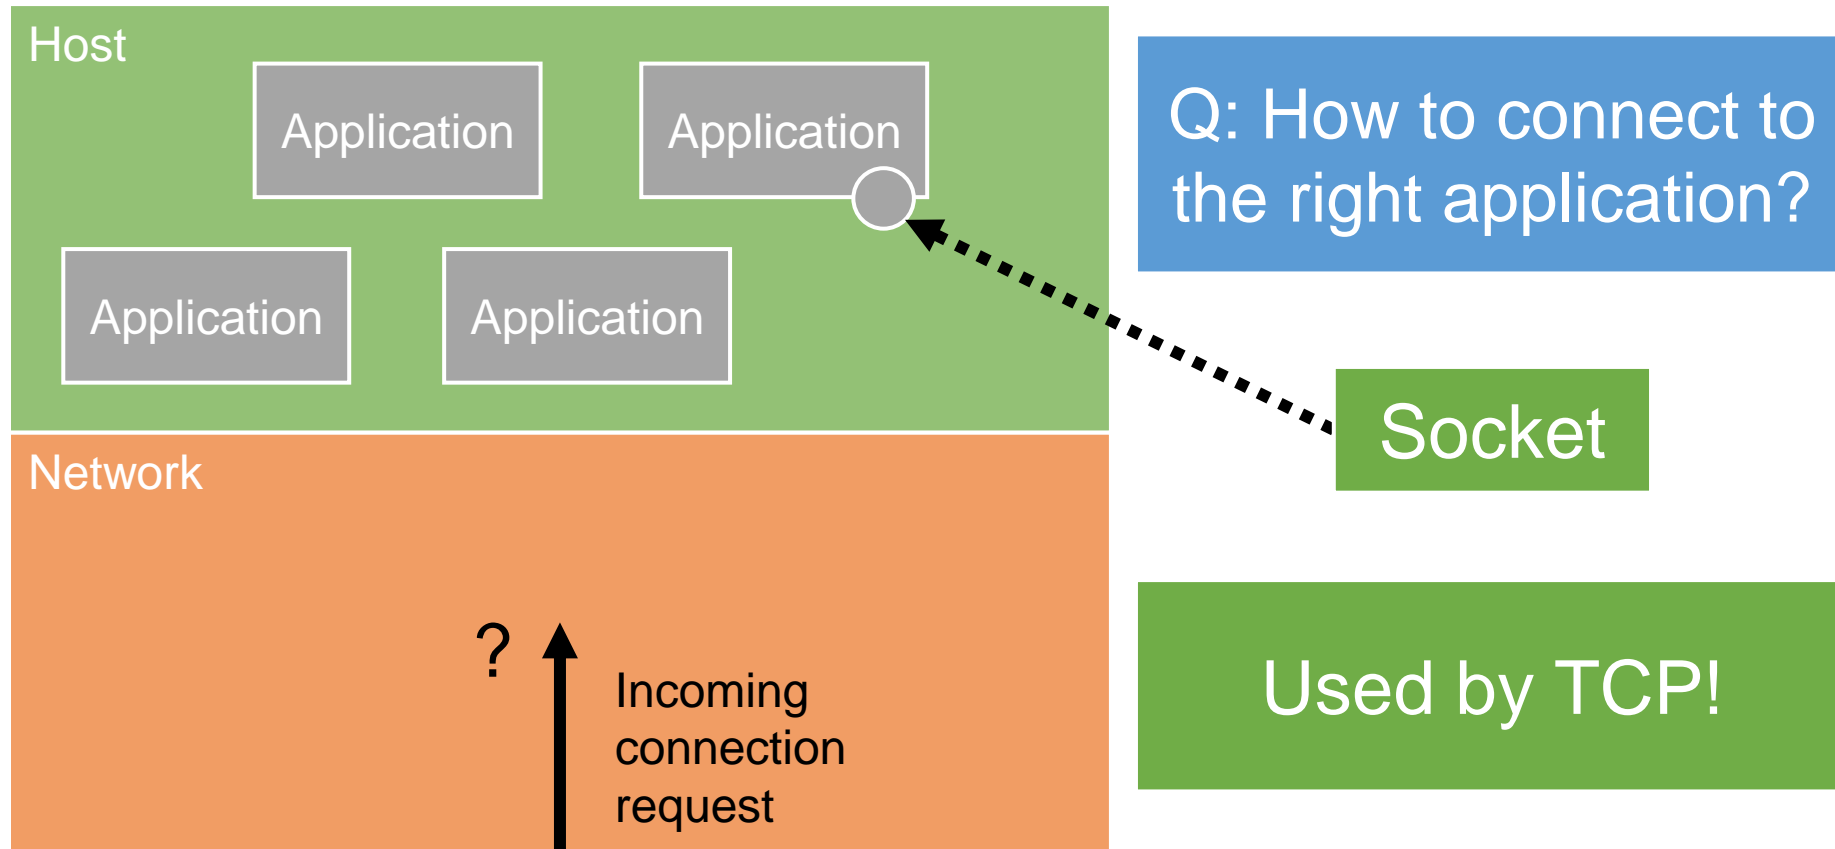 Host
Application
Application
Application
Application
Network
?
Incoming
connection
request
Q: How to connect to
the right application?
Socket
Used by TCP!